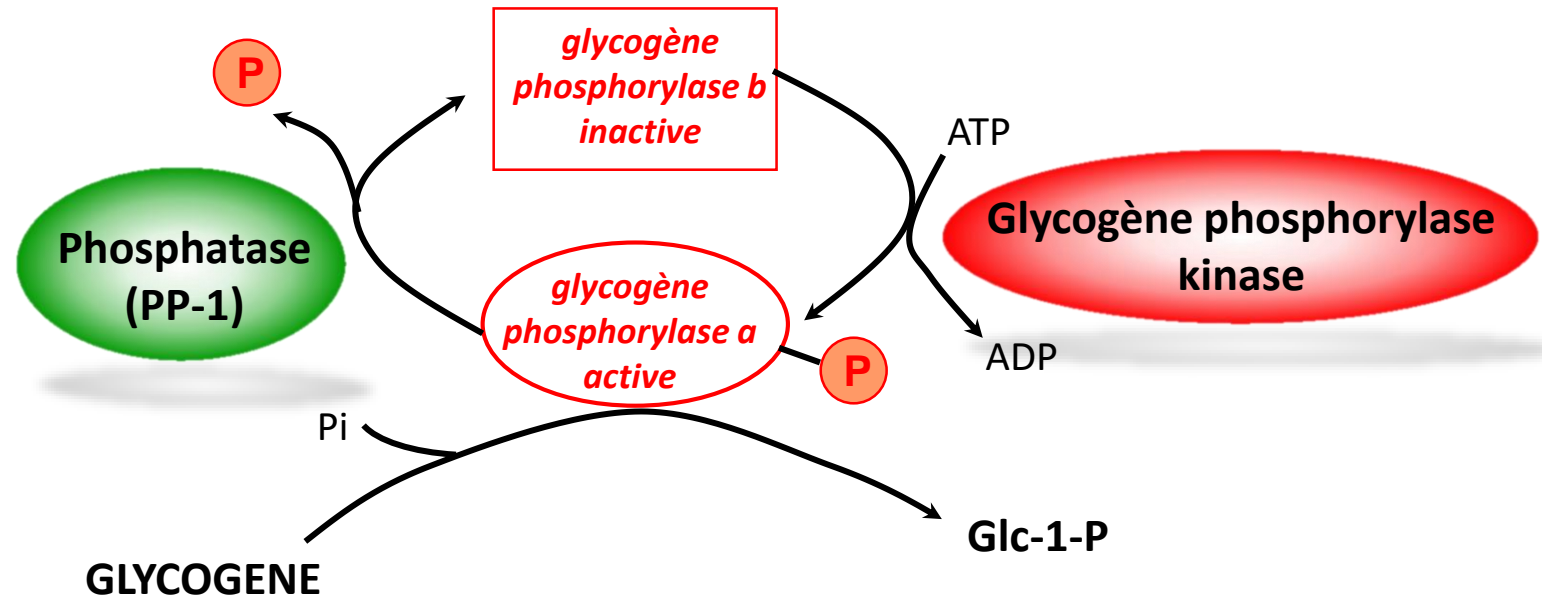 glycogène
phosphorylase b
inactive
P
ATP
Phosphatase
(PP-1)
Glycogène phosphorylase
kinase
glycogène
phosphorylase a
active
P
ADP
Pi
GLYCOGENE
Glc-1-P